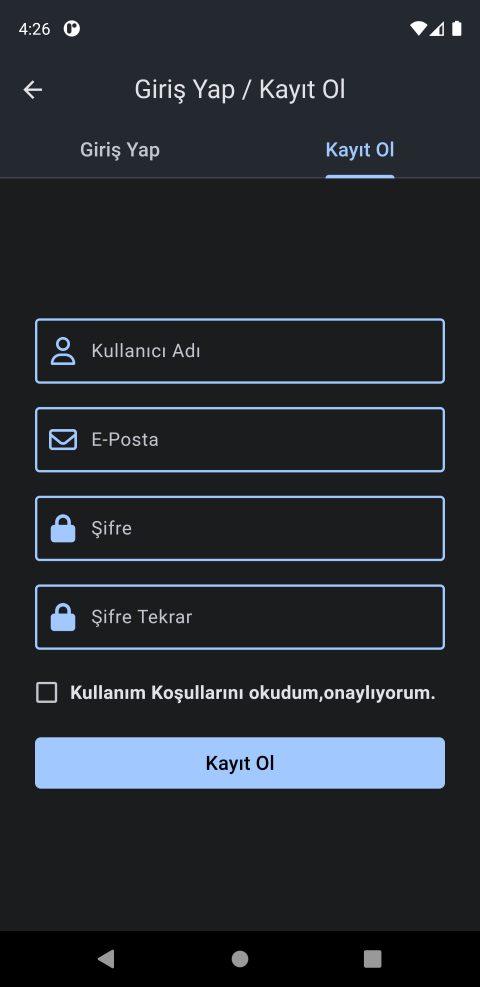 4:26
Giriş Yap / Kayıt Ol
Giriş Yap
Kayıt Ol
Kullanıcı Adı
E-Posta
Şifre
Şifre Tekrar
Kullanım Koşullarını okudum,onaylıyorum.
Kayıt Ol